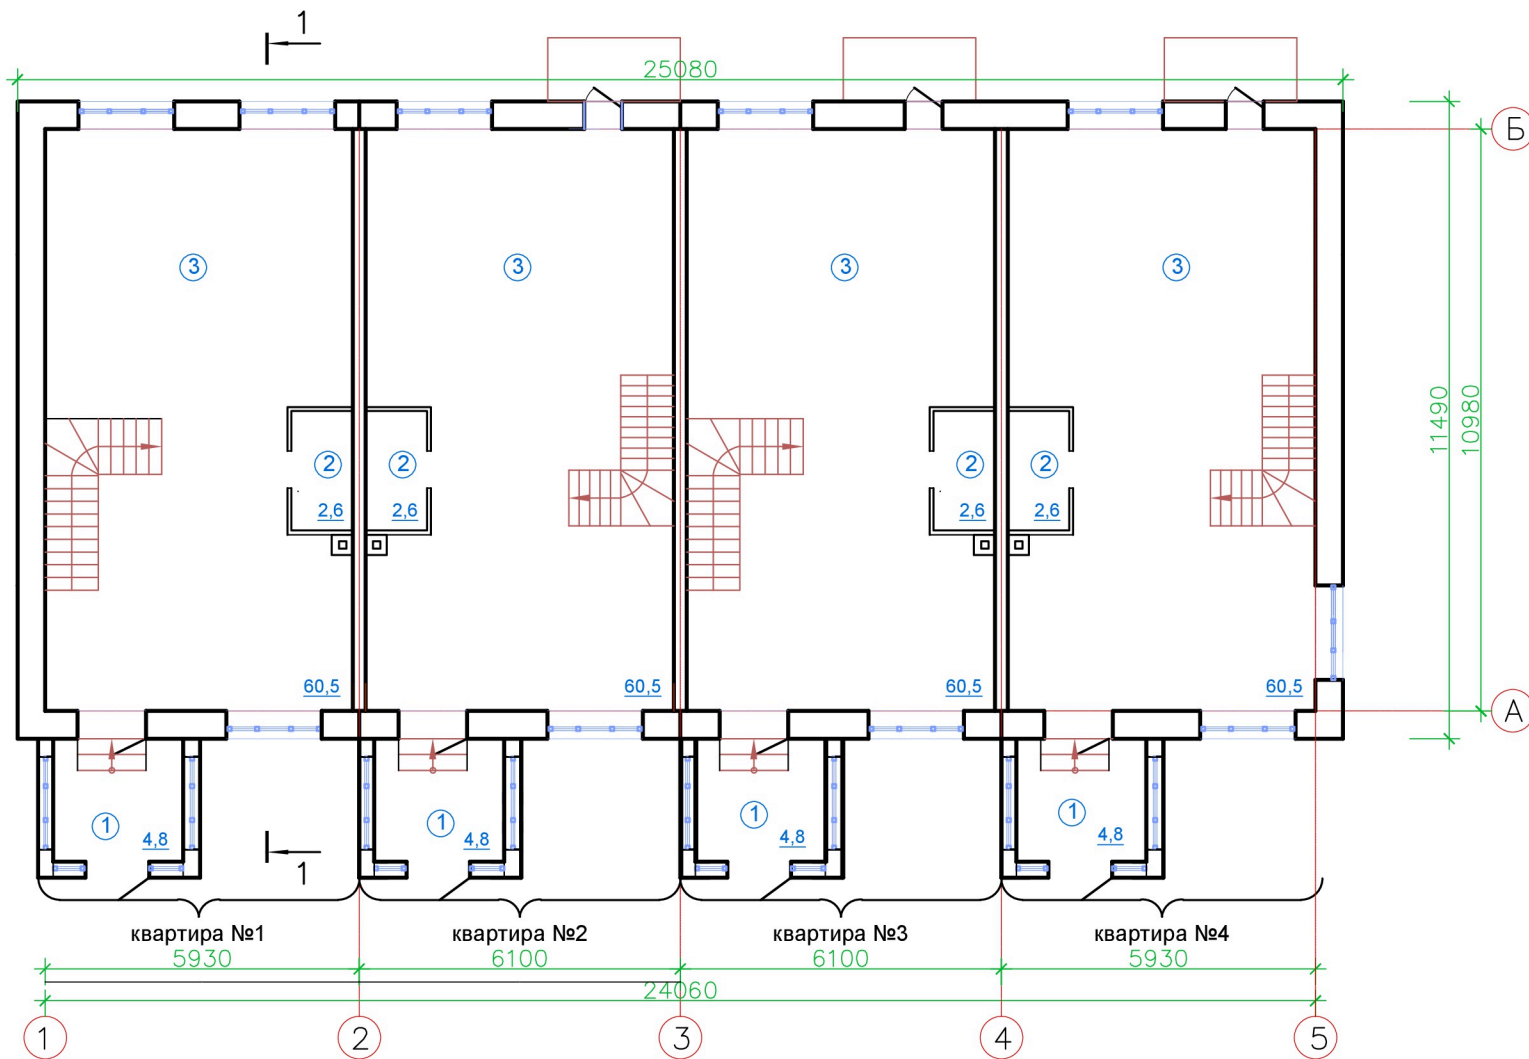 1
25080
Б
3 3 3 3
11490
10980
2 2 2 2
2,6 2,6 2,6 2,6
60,5 60,5 60,5 60,5
А
1 1 1 1
4,8 4,8 4,8 4,8
1
квартира №1 квартира №2 квартира №3 квартира №4
5930 6100 6100 5930
24060
1 2 3 4 5